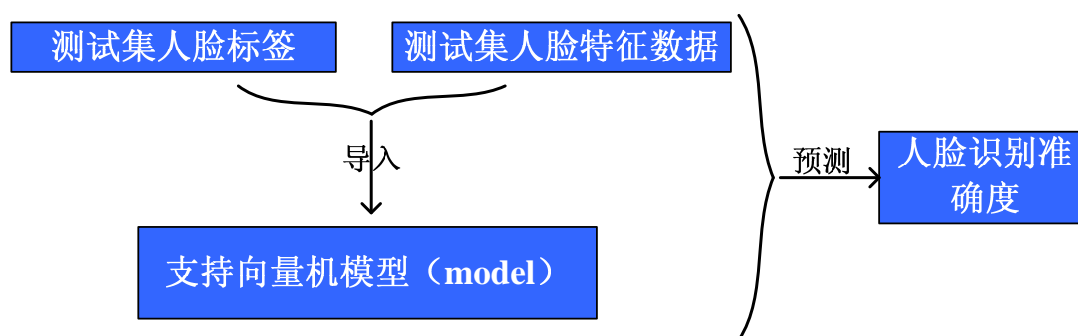 测试集人脸标签
测试集人脸特征数据
导入
支持向量机模型（model）
预测
人脸识别准
确度